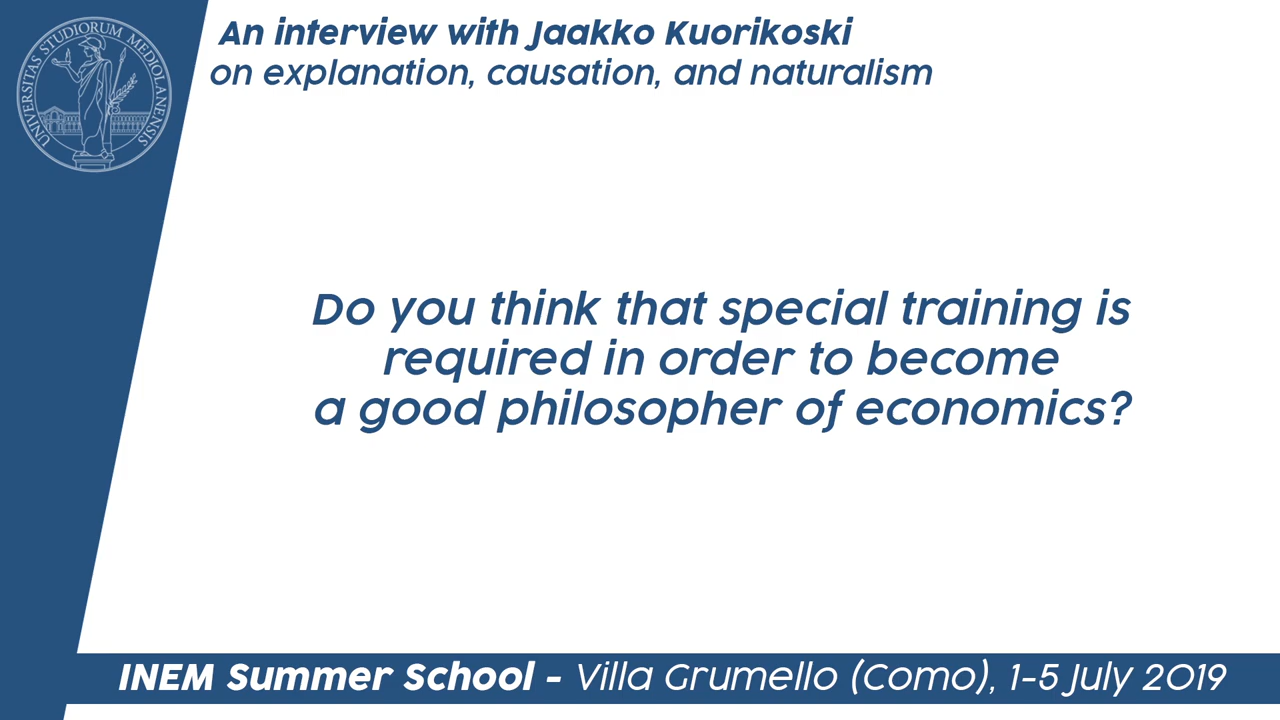 UNIVERSITAS STUDIORUM MEDIOLANENSIS
An interview with Jaakko Kuorikoski
on explanation, causation, and naturalism
Do you think that special training is
required in order to become
a good philosopher of economics?
INEM Summer School - Villa Grumello (Como), 1-5 July 2019